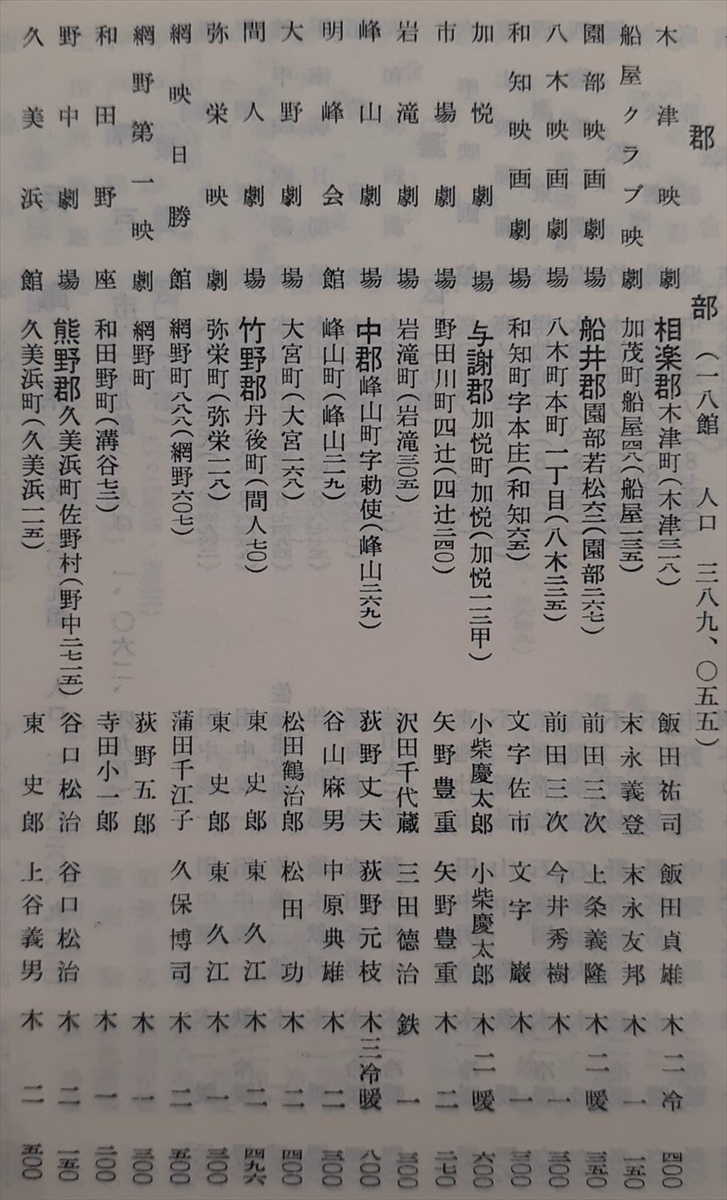 郡　部（一八館　人口　三八九、〇五五）
木津映劇　相楽郡木津町（木津三一八）　飯田祐司　飯田貞雄　木　二冷　四〇〇
船屋クラブ映劇　加茂町船屋四八（船屋一三五）　末永義登　末永友邦　木　一　一五〇
園部映画劇場　船井郡園部若松六三（園部二六七）　前田三次　上条義隆　木　二暖　三五〇
八木映画劇場　八木町本町一丁目（八木二三五）　前田三次　今井秀樹　木　一　三〇〇
和知映画劇場　和知町字本庄（和知六五）　文字佐市　文字　巌　木　一　三〇〇
加悦劇場　与謝郡加悦町加悦（加悦一二三甲）　小柴慶太郎　小柴慶太郎　木　二暖　六〇〇
市場劇場　野田川町四辻（四辻二四〇）　矢野豊重　矢野豊重　木　二　二七〇
岩滝劇場　岩滝町（岩滝三〇五）　沢田千代蔵　三田徳治　鉄　一　三〇〇
峰山劇場　中郡峰山町字勅使（峰山二六九）　荻野丈夫　荻野元枝　木　三冷暖　八〇〇
明峰会館　峰山町（峰山二一九）　谷山麻男　中原典雄　木　二　三〇〇
大野劇場　大宮町（大宮一六八）　松田鶴治郎　松田　功　木　二　四〇〇
間人劇場　竹野郡丹後町（間人七〇）　東　史郎　東　久江　木　二　四九六
弥栄映劇　弥栄町（弥栄一一八）　東　史郎　東　久江　木　一　三〇〇
網映日勝館　網野町八八八（網野六〇七）　蒲田千江子　久保博司　木　二　五〇〇
網野第一映劇　網野町　荻野五郎　木　一　三〇〇
和田野座　和田野町（溝谷七三）　寺田小一郎　木　一　二〇〇
野中劇場　熊野郡久美浜町佐野村（野中二七一五）　谷口松治　谷口松治　木　二　一五〇
久美浜館　久美浜町（久美浜一一五）　東　史郎　上谷義男　木　二　五〇〇